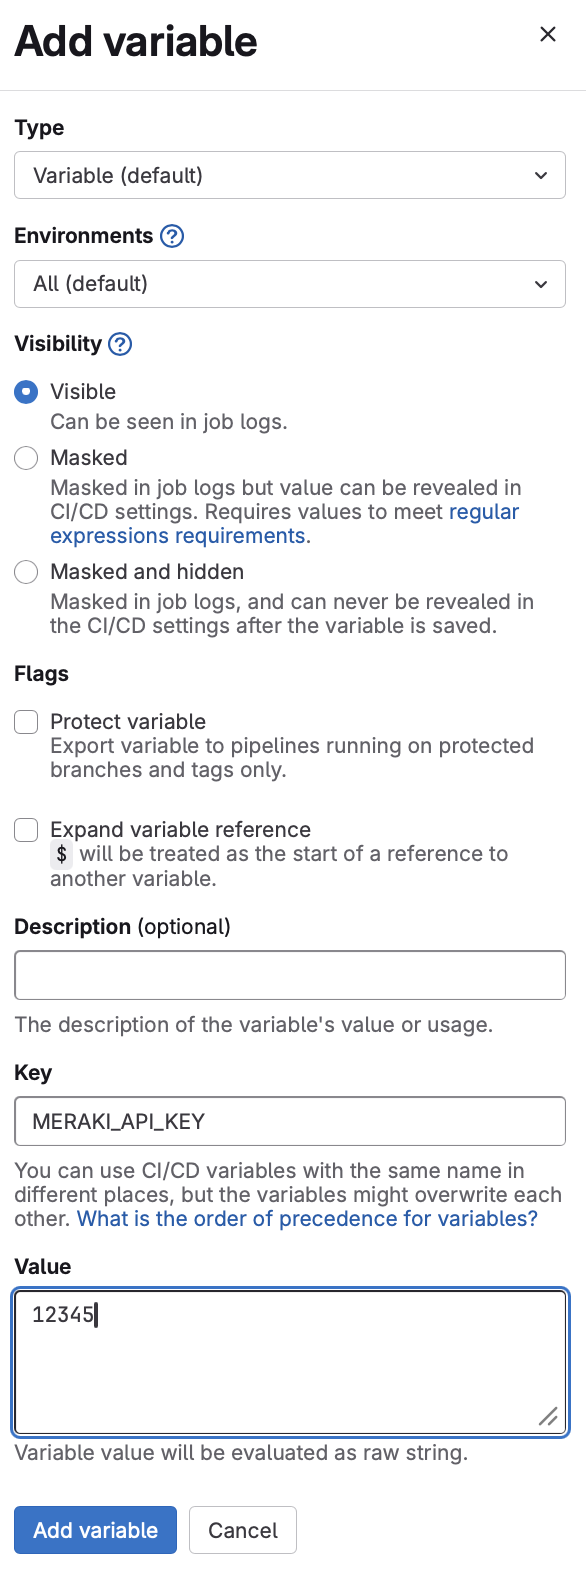 Add variable
Type
Variable (default)
Environments
All (default)
Visibility
Visible
Can be seen in job logs.
Masked
Masked in job logs but value can be revealed in
CI/CD settings. Requires values to meet regular
expressions requirements.
Masked and hidden
Masked in job logs, and can never be revealed in
the CI/CD settings after the variable is saved.
Flags
Protect variable
Export variable to pipelines running on protected
branches and tags only.
Expand variable reference
$ will be treated as the start of a reference to
another variable.
Description (optional)
The description of the variable's value or usage.
Key
MERAKI_API_KEY
You can use CI/CD variables with the same name in
different places, but the variables might overwrite each
other. What is the order of precedence for variables?
Value
12345
Variable value will be evaluated as raw string.
Add variable Cancel